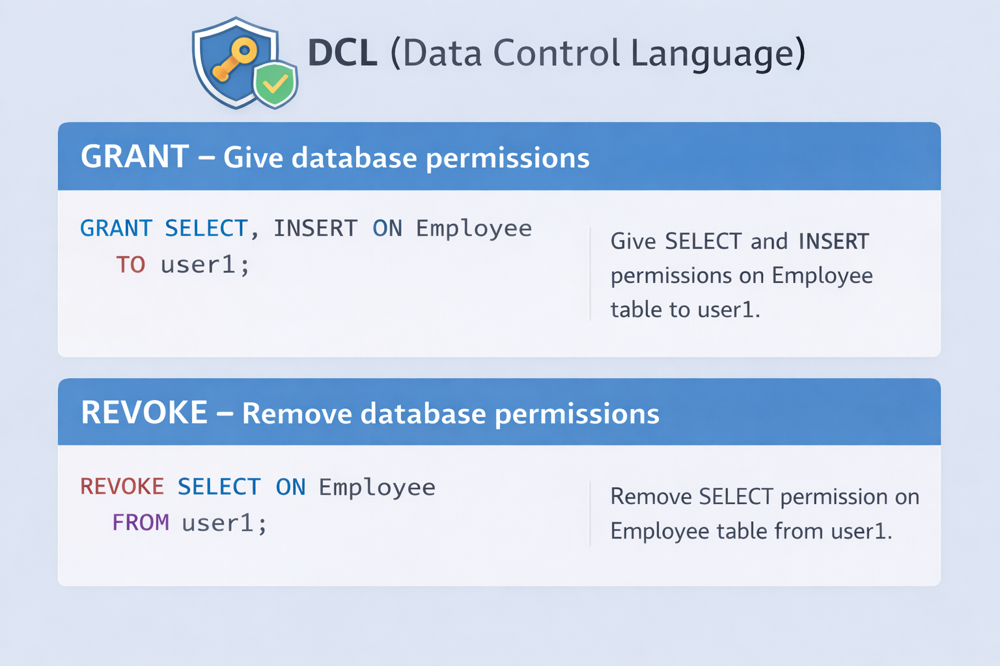 DCL (Data Control Language)
GRANT – Give database permissions
GRANT SELECT, INSERT ON Employee
TO user1;
Give SELECT and INSERT
permissions on Employee
table to user1.
REVOKE – Remove database permissions
REVOKE SELECT ON Employee
FROM user1;
Remove SELECT permission on
Employee table from user1.